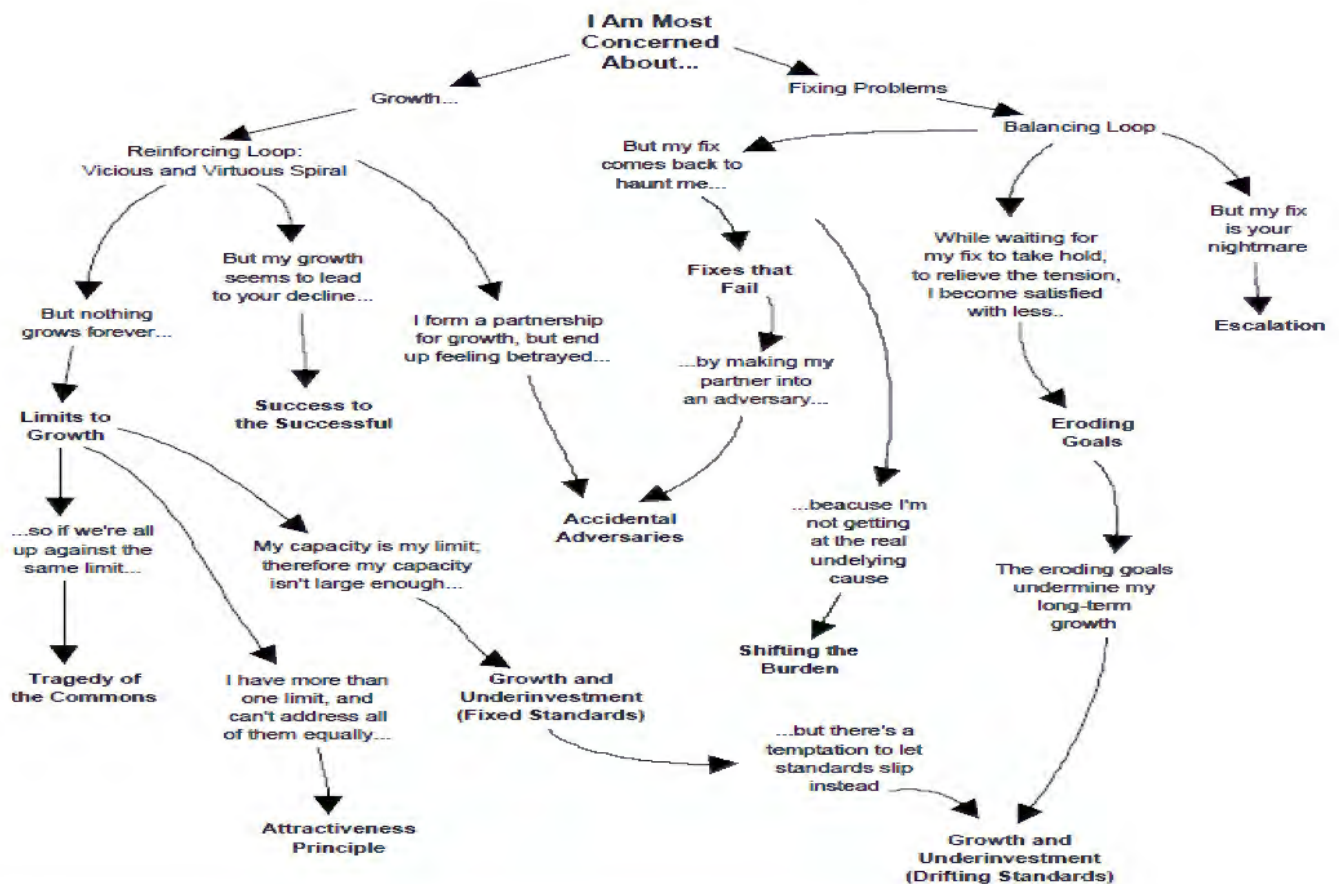 I Am Most
Concerned
About...
Growth...
Fixing Problems
Reinforcing Loop:
Vicious and Virtuous Spiral
But my fix
comes back to
haunt me...
Balancing Loop
But nothing
grows forever...
But my growth
seems to lead
to your decline...
I form a partnership
for growth, but end
up feeling betrayed...
Fixes that
Fail
While waiting for
my fix to take hold,
to relieve the tension,
I become satisfied
with less..
But my fix
is your
nightmare
Escalation
...by making my
partner into
an adversary...
Limits to
Growth
Success to
the Successful
Eroding
Goals
...so if we're all
up against the
same limit...
My capacity is my limit;
therefore my capacity
isn't large enough...
Accidental
Adversaries
...beacuse I'm
not getting
at the real
undelying
cause
The eroding goals
undermine my
long-term
growth
Tragedy of
the Commons
I have more than
one limit, and
can't address all
of them equally...
Growth and
Underinvestment
(Fixed Standards)
Shifting the
Burden
...but there's a
temptation to let
standards slip
instead
Attractiveness
Principle
Growth and
Underinvestment
(Drifting Standards)